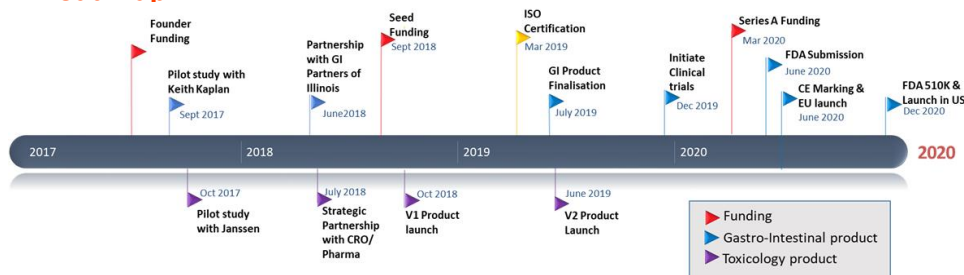 Founder
Funding
Pilot study with
Keith Kaplan
Sept 2017
Partnership
with GI
Partners of
Illinois
June2018
Seed
Funding
Sept 2018
ISO
Certification
Mar 2019
GI Product
Finalisation
July 2019
Initiate
Clinical
trials
Dec 2019
Series A Funding
Mar 2020
FDA Submission
June 2020
CE Marking &
EU launch
June 2020
FDA 510K &
Launch in US
Dec 2020
2017
2018
2019
2020
2020
Oct 2017
Pilot study
with Janssen
July 2018
Strategic
Partnership
with CRO/
Pharma
Oct 2018
V1 Product
launch
June 2019
V2 Product
Launch
Funding
Gastro-Intestinal product
Toxicology product